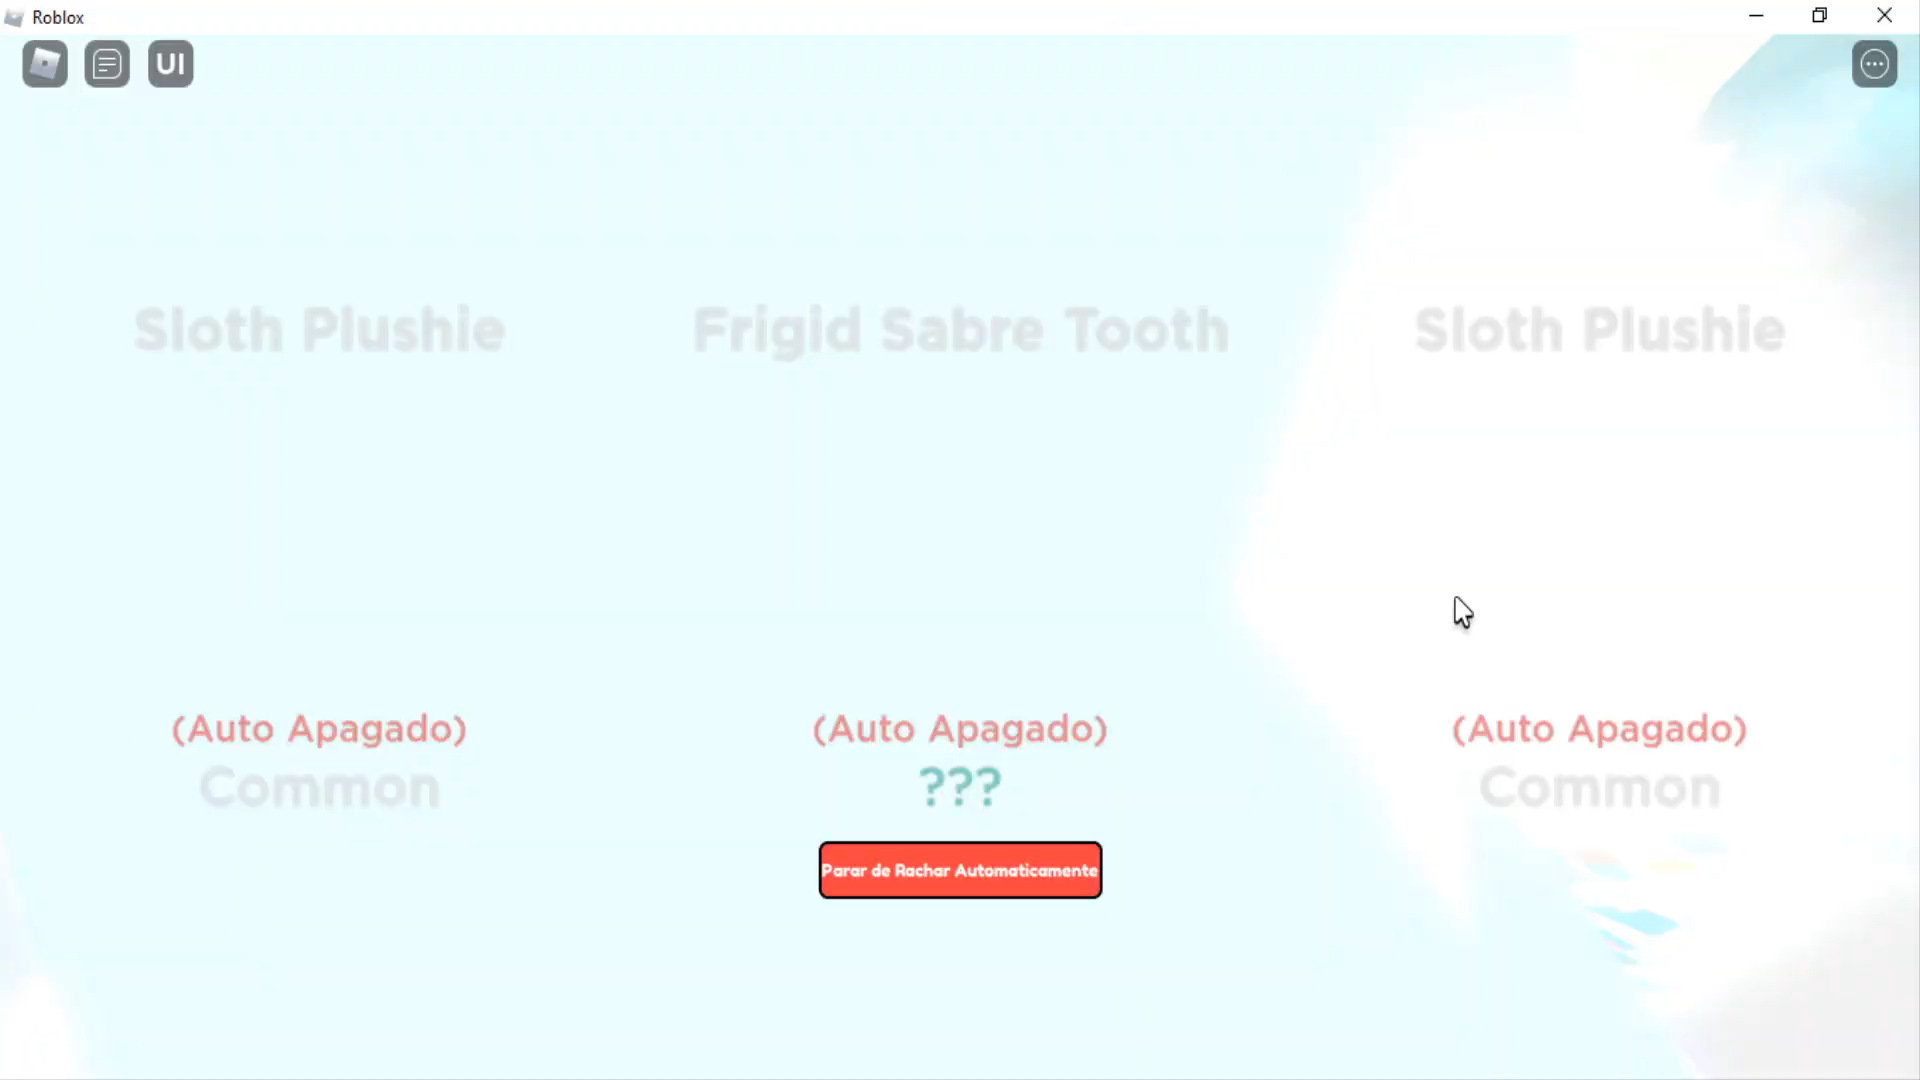 Roblox
UI
Sloth Plushie
Frigid Sabre Tooth
Sloth Plushie
(Auto Apagado)
(Auto Apagado)
(Auto Apagado)
Common
???
Common
Parar de Rachar Automaticamente